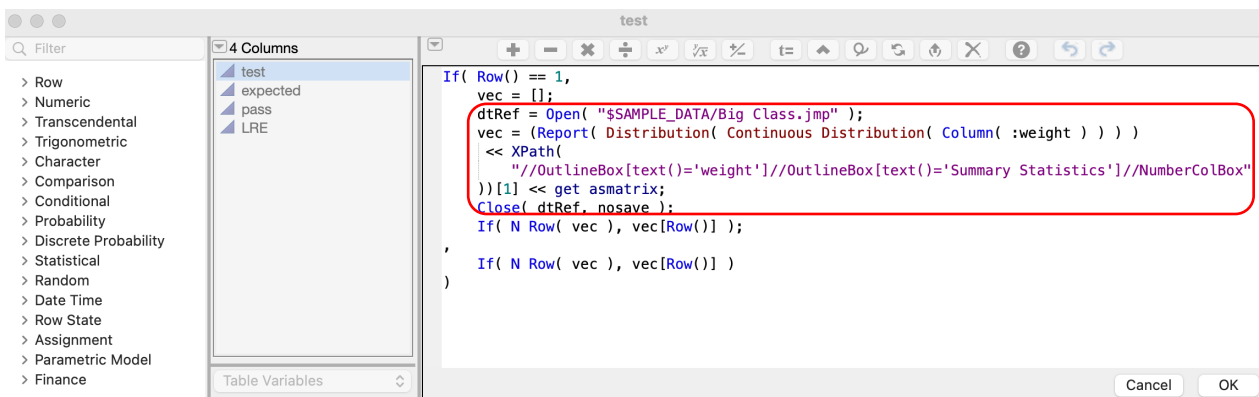 test
Filter
Row
Numeric
Transcendental
Trigonometric
Character
Comparison
Conditional
Probability
Discrete Probability
Statistical
Random
Date Time
Row State
Assignment
Parametric Model
Finance
4 Columns
test
expected
pass
LRE
Table Variables
t=
?
If( Row() == 1,
vec = [];
dtRef = Open( "$SAMPLE_DATA/Big Class.jmp" );
vec = (Report( Distribution( Continuous Distribution( Column( :weight ) ) ) )
<< XPath(
"//OutlineBox[text()='weight']//OutlineBox[text()='Summary Statistics']//NumberColBox"
))[1] << get asmatrix;
Close( dtRef, nosave );
If( N Row( vec ), vec[Row()] );
,
If( N Row( vec ), vec[Row()] )
)
Cancel
OK